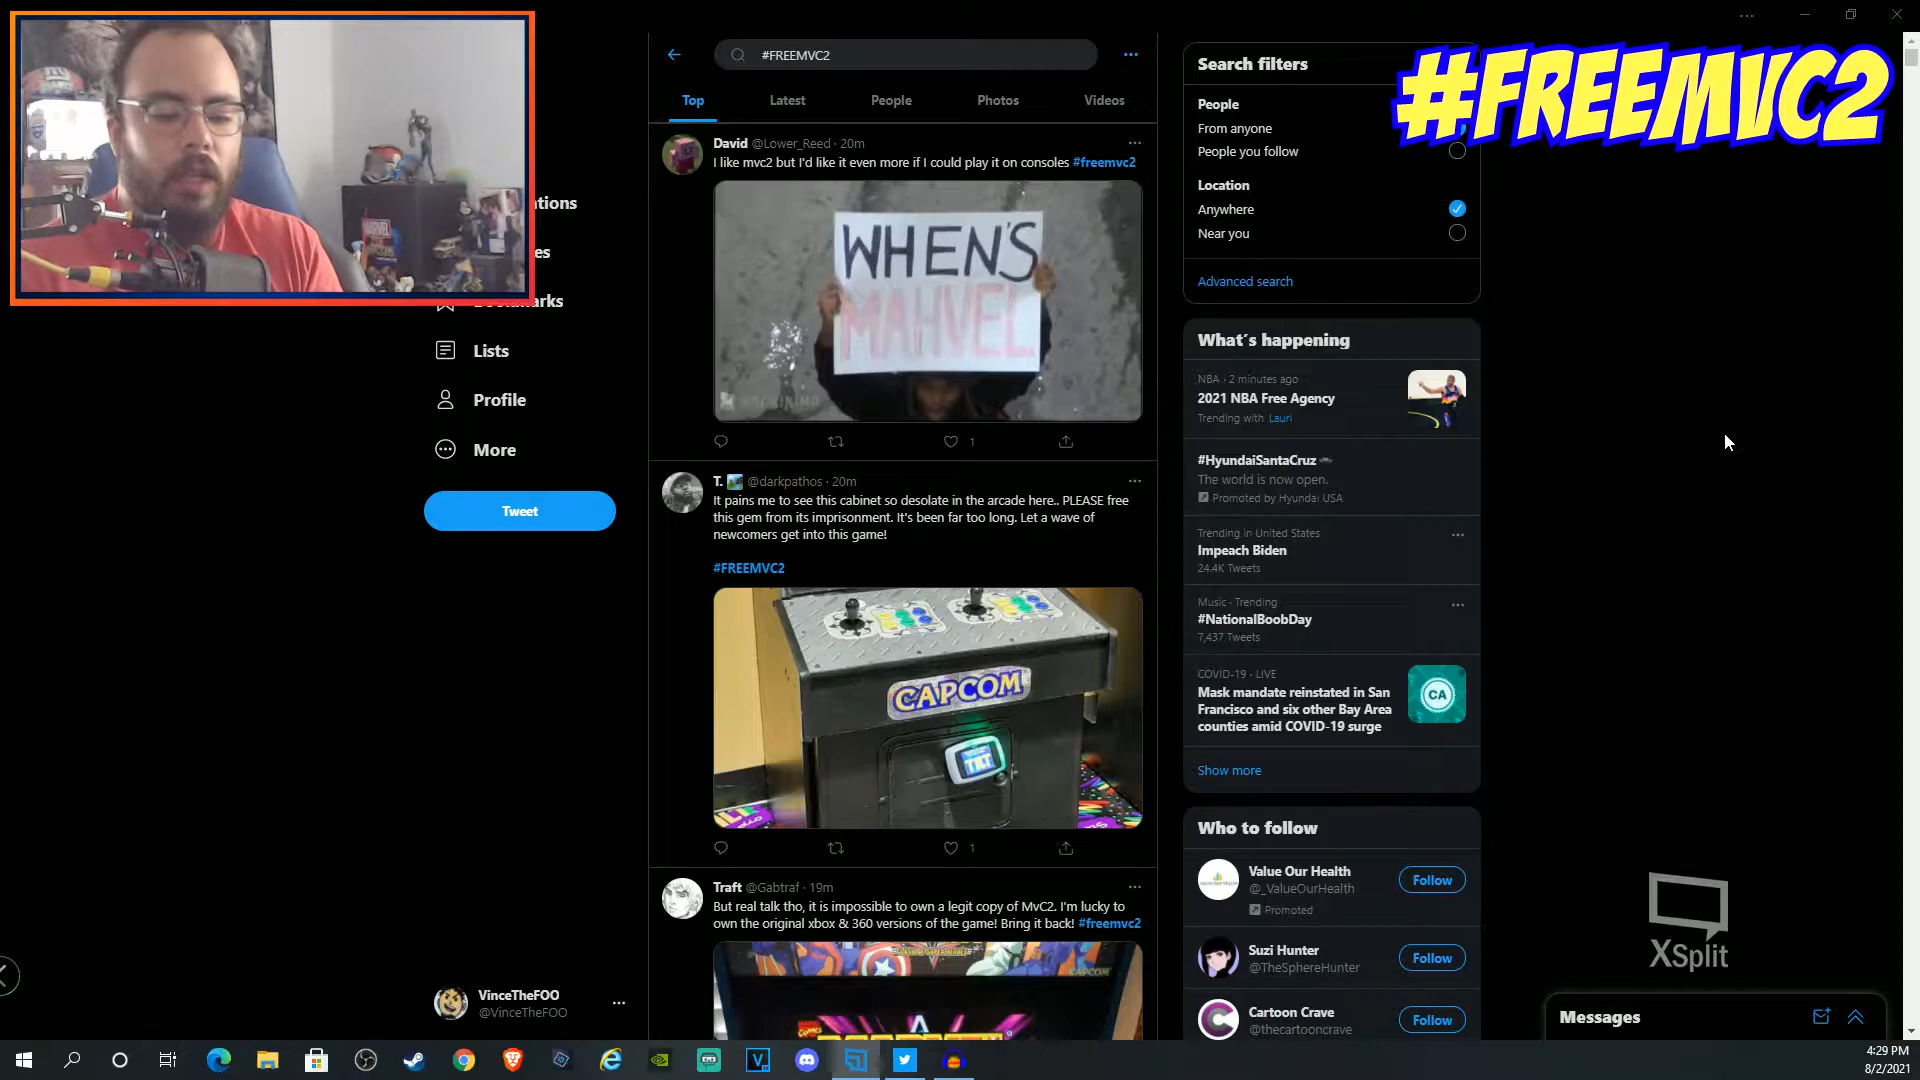 #FREEMVC2
#FREEMVC2
Top
Latest
People
Photos
Videos
ations
es
Bookmarks
Lists
Profile
More
Tweet
VinceTheFOO
@VinceTheFOO
David @Lower_Reed · 20m
I like mvc2 but I'd like it even more if I could play it on consoles #freemvc2
WHEN'S
MAHVEL
T. @darkpathos · 20m
It pains me to see this cabinet so desolate in the arcade here.. PLEASE free
this gem from its imprisonment. It's been far too long. Let a wave of
newcomers get into this game!
#FREEMVC2
CAPCOM
TILT
1
1
Traft @Gabtraf · 19m
But real talk tho, it is impossible to own a legit copy of MvC2. I'm lucky to
own the original xbox & 360 versions of the game! Bring it back! #freemvc2
CAPCOM
Search filters
People
From anyone
People you follow
Location
Anywhere
Near you
Advanced search
What's happening
NBA · 2 minutes ago
2021 NBA Free Agency
Trending with Lauri
#HyundaiSantaCruz
The world is now open.
Promoted by Hyundai USA
Trending in United States
Impeach Biden
24.4K Tweets
Music · Trending
#NationalBoobDay
7,437 Tweets
COVID-19 · LIVE
Mask mandate reinstated in San
Francisco and six other Bay Area
counties amid COVID-19 surge
CA
Show more
Who to follow
Value Our Health
@_ValueOurHealth
Promoted
Follow
Suzi Hunter
@TheSphereHunter
Follow
Cartoon Crave
@thecartooncrave
Follow
XSplit
Messages
4:29 PM
8/2/2021
MARVEL